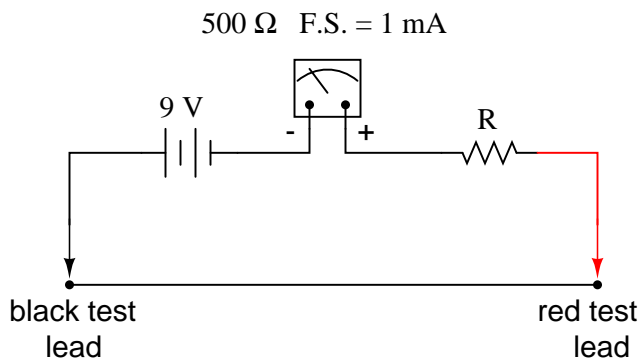 500 Ω F.S. = 1 mA
9 V
- +
R
black test
lead
red test
lead